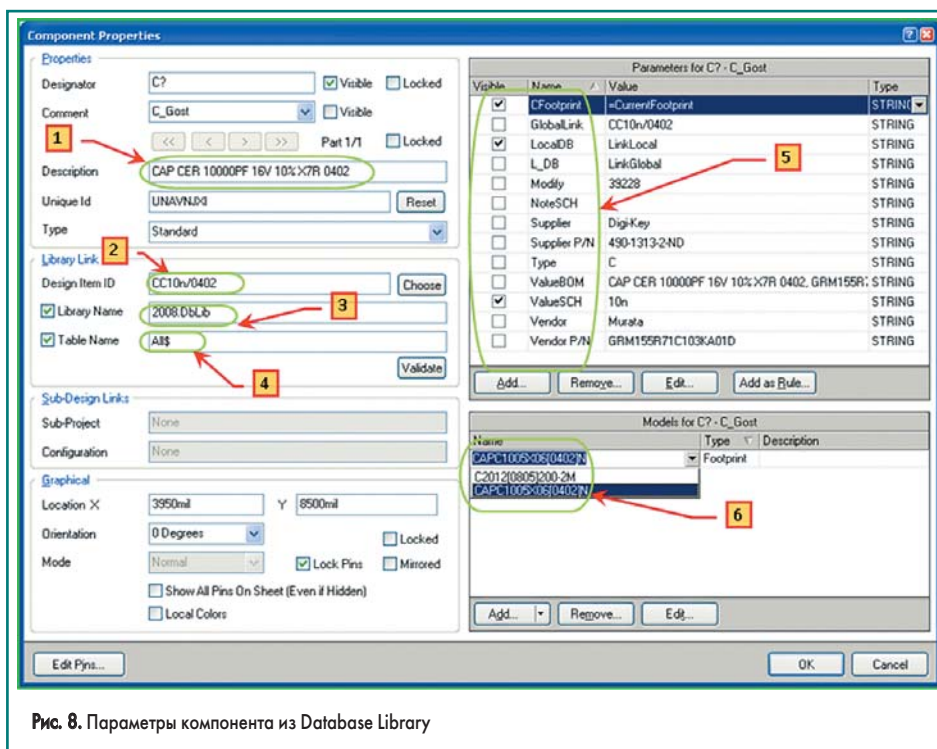 Component Properties
Properties
Designator C? Visible Locked
Comment C_Gost Visible
<< < > >> Part 1/1 Locked
1
Description CAP CER 10000PF 16V 10% X7R 0402
Unique Id UNAVNJXI Reset
Type Standard
2
Library Link
Design Item ID CC10n/0402 Choose
Library Name 2008.DbLib
3
Table Name All$
Validate
4
Sub-Design Links
Sub-Project None
Configuration None
Graphical
Location X 3950mil Y 8500mil
Orientation 0 Degrees Locked
Mode Normal Lock Pins Mirrored
Show All Pins On Sheet (Even if Hidden)
Local Colors
Parameters for C? - C_Gost
Visible Name / Value Type
CFootprint =CurrentFootprint STRING
GlobalLink CC10n/0402 STRING
LocalDB LinkLocal STRING
5
L_DB LinkGlobal STRING
Modify 39228 STRING
NoteSCH STRING
Supplier Digi-Key STRING
Supplier P/N 490-1313-2-ND STRING
Type C STRING
ValueBOM CAP CER 10000PF 16V 10% X7R 0402, GRM155R STRING
ValueSCH 10n STRING
Vendor Murata STRING
Vendor P/N GRM155R71C103KA01D STRING
Add... Remove... Edit... Add as Rule...
Models for C? - C_Gost
Name Type Description
CAPC1005X06[0402]N Footprint
C2012[0805]200-2M
CAPC1005X06[0402]N
6
Add... Remove... Edit...
Edit Pins... OK Cancel
Рис. 8. Параметры компонента из Database Library